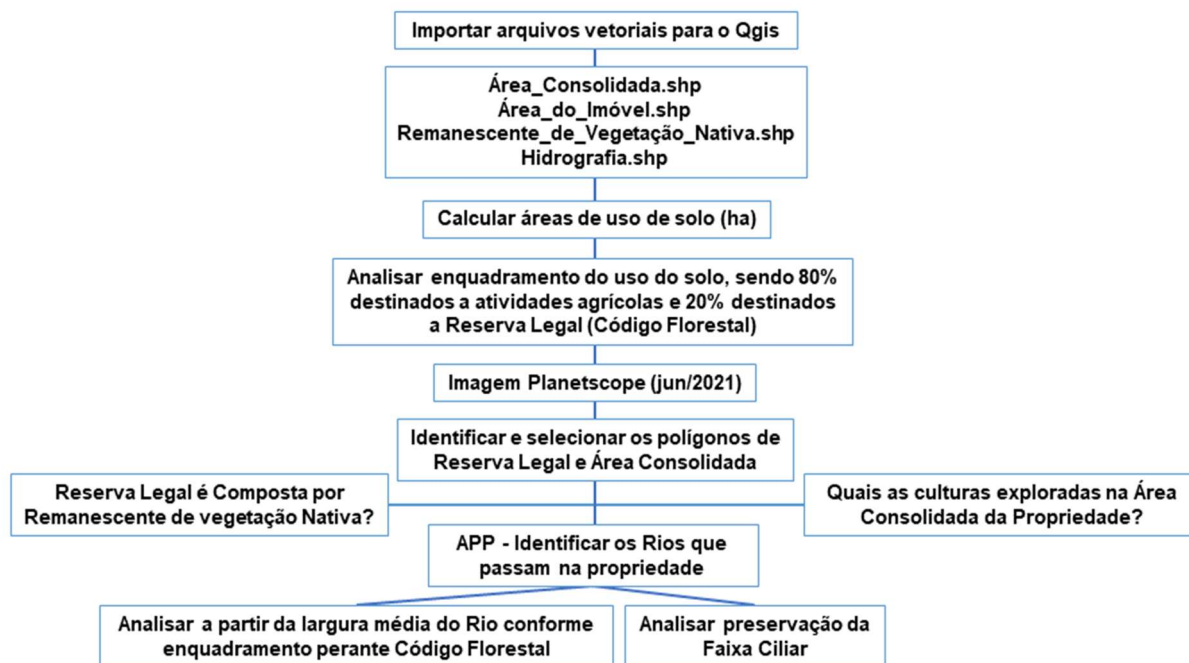 Importar arquivos vetoriais para o Qgis
Área_Consolidada.shp
Área_do_Imóvel.shp
Remanescente_de_Vegetação_Nativa.shp
Hidrografia.shp
Calcular áreas de uso de solo (ha)
Analisar enquadramento do uso do solo, sendo 80%
destinados a atividades agrícolas e 20% destinados
a Reserva Legal (Código Florestal)
Imagem Planetscope (jun/2021)
Identificar e selecionar os polígonos de
Reserva Legal e Área Consolidada
Reserva Legal é Composta por
Remanescente de vegetação Nativa?
Quais as culturas exploradas na Área
Consolidada da Propriedade?
APP - Identificar os Rios que
passam na propriedade
Analisar a partir da largura média do Rio conforme
enquadramento perante Código Florestal
Analisar preservação da
Faixa Ciliar